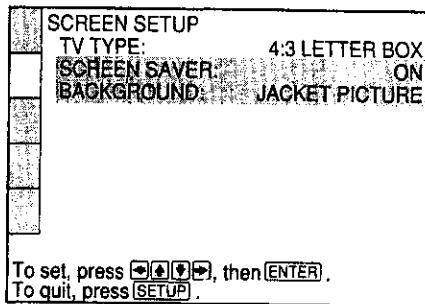 SCREEN SETUP
TV TYPE: 4:3 LETTER BOX
SCREEN SAVER: ON
BACKGROUND: JACKET PICTURE
To set, press ←↑↓→, then ENTER.
To quit, press SETUP.